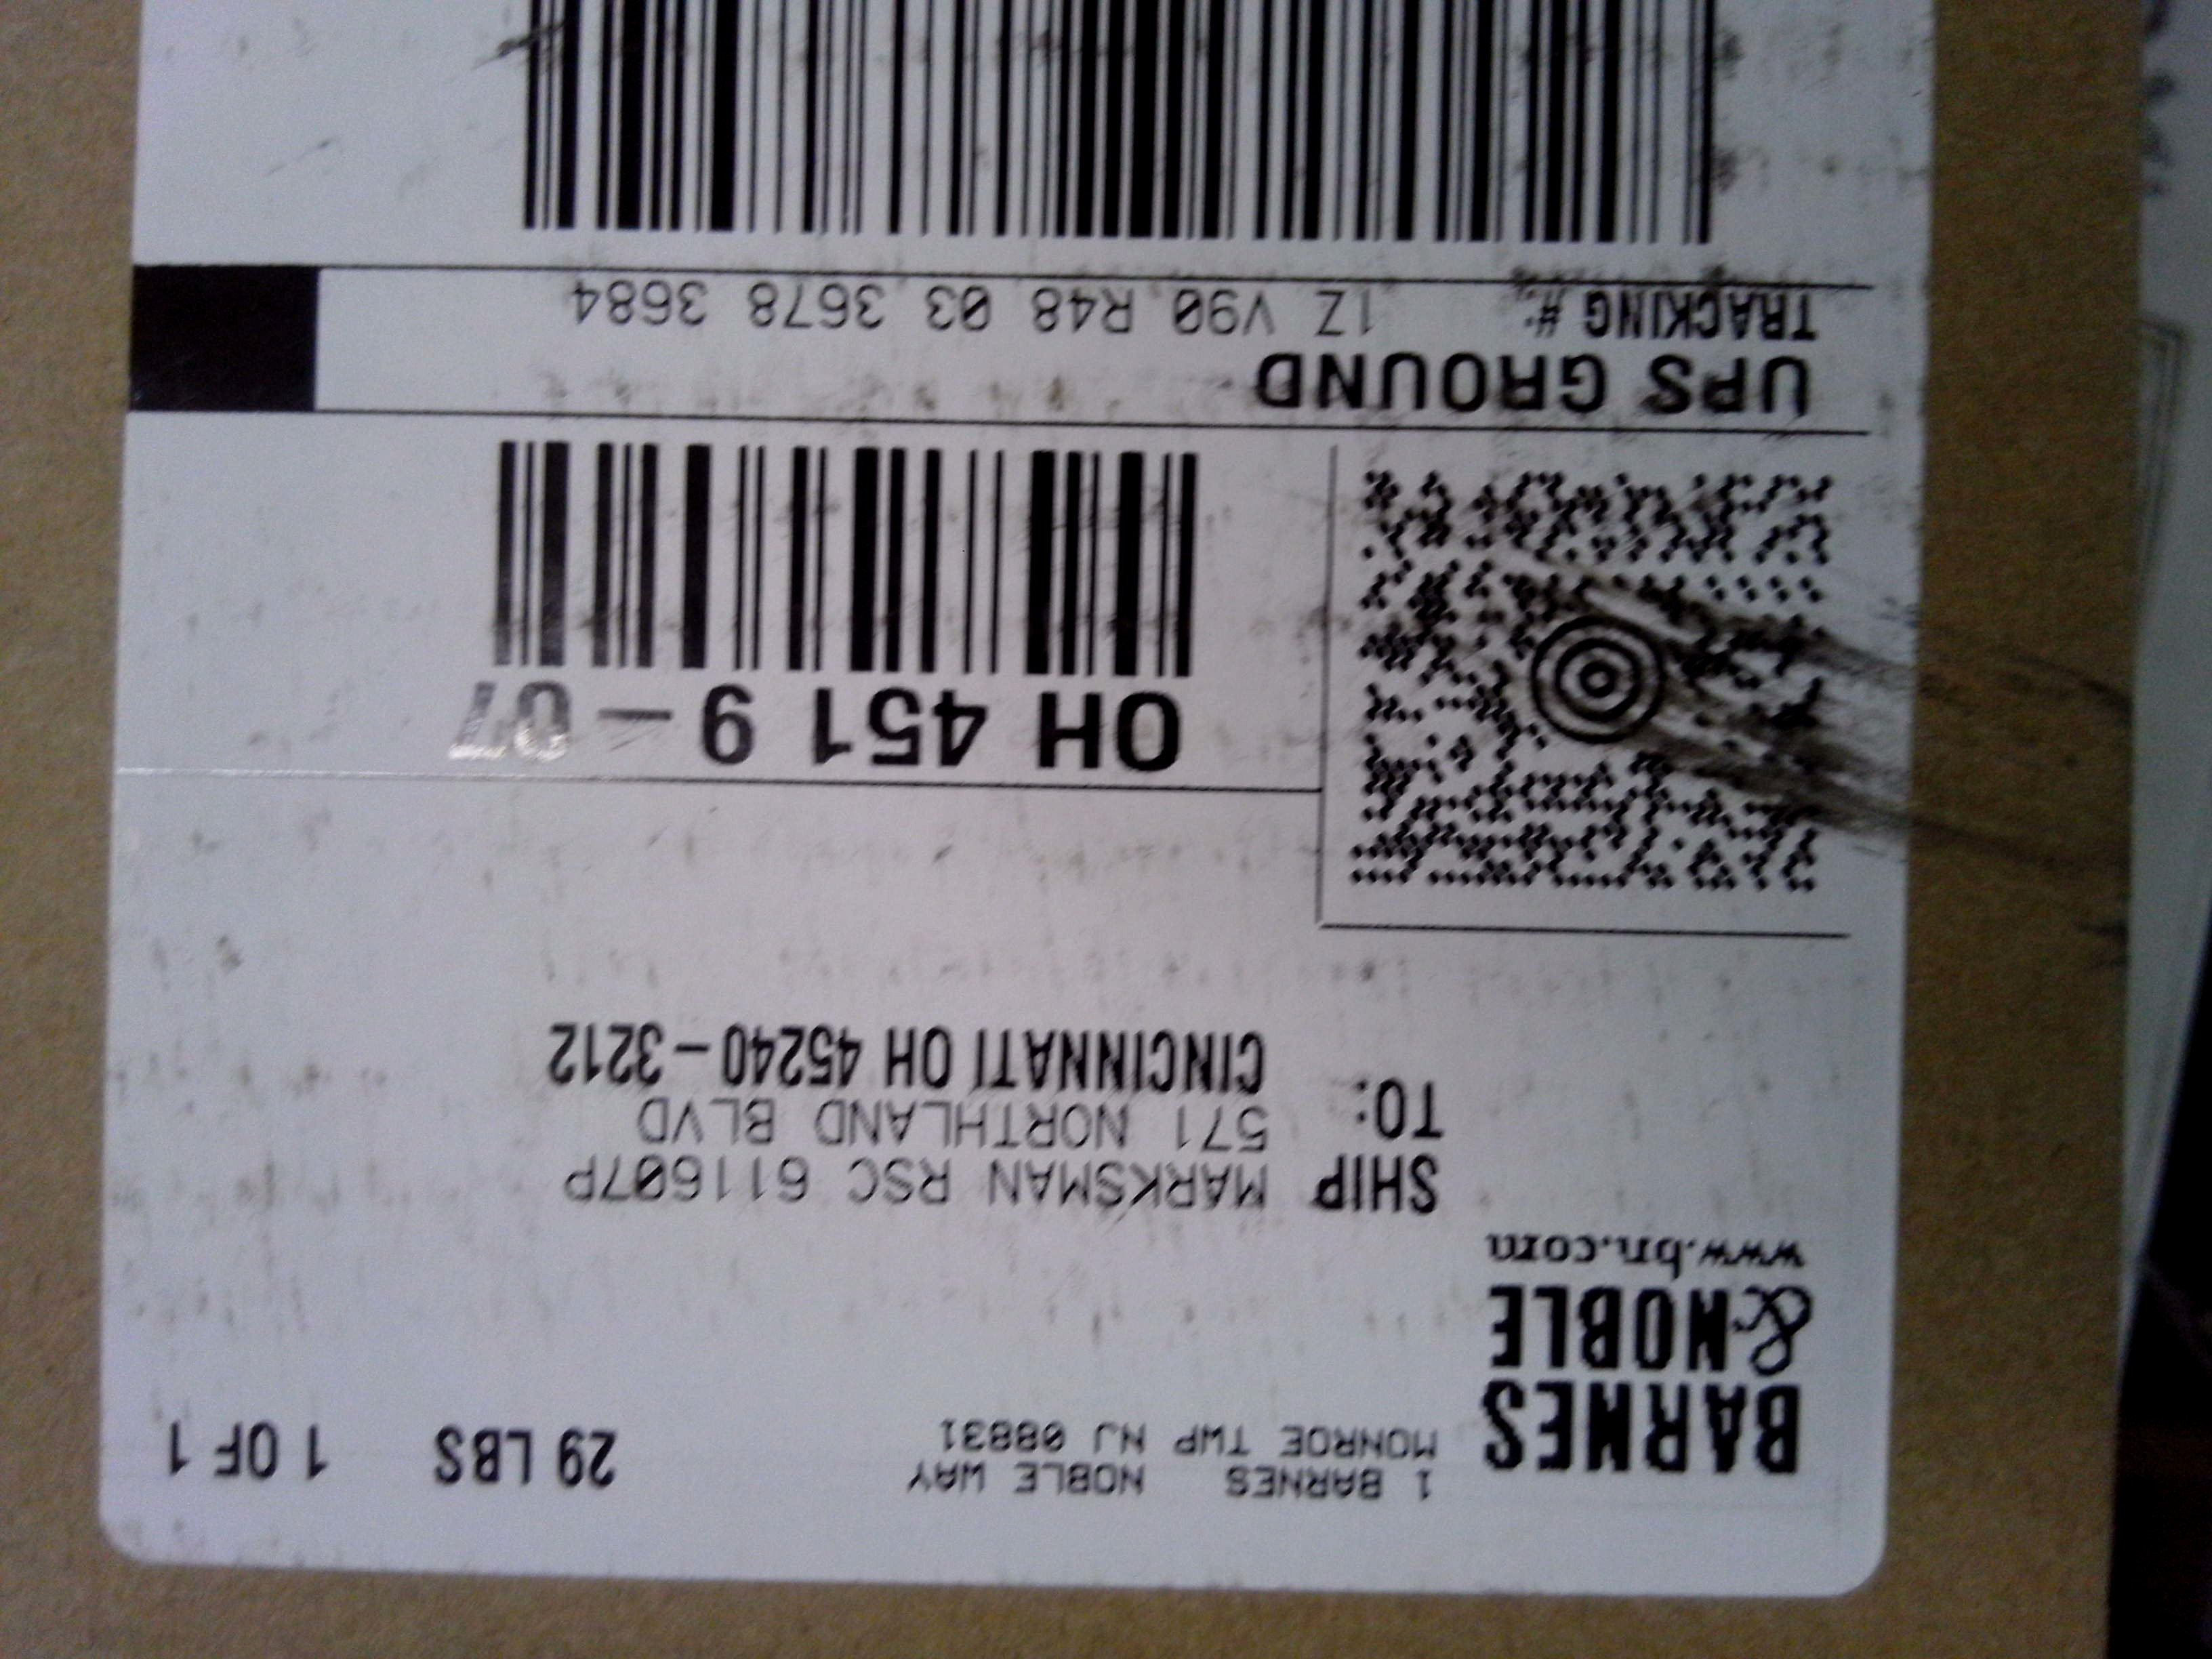 1 BARNES NOBLE WAY
MONROE TWP NJ 08831
29 LBS
1 OF 1
BARNES
&NOBLE
www.bn.com
SHIP
TO:
MARKSMAN RSC 611607P
571 NORTHLAND BLVD
CINCINNATI OH 45240-3212
OH 451 9-07
UPS GROUND
TRACKING #: 1Z V90 R48 03 3678 3684